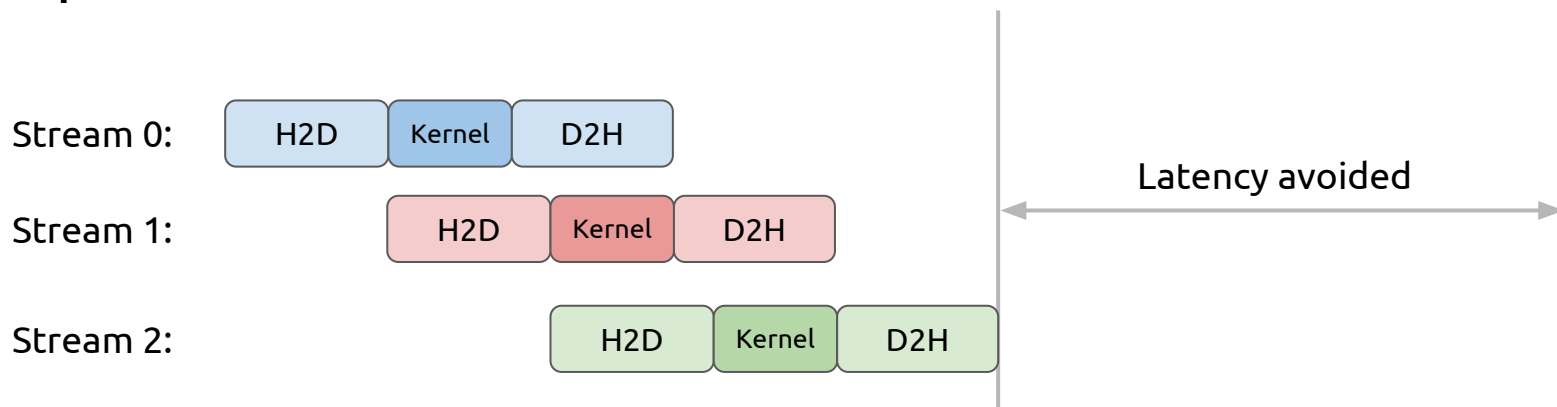 Stream 0:
H2D
Kernel
D2H
Latency avoided
Stream 1:
H2D
Kernel
D2H
Stream 2:
H2D
Kernel
D2H